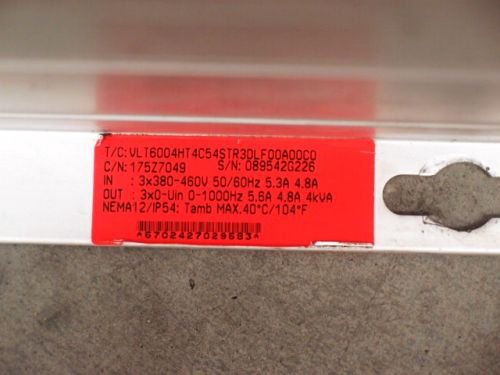 T/C:VLT6004HT4C54STR3DLF00A00C0
C/N:175Z7049 S/N:089542G226
IN : 3x380-460V 50/60Hz 5.3A 4.8A
OUT : 3x0-Uin 0-1000Hz 5.6A 4.8A 4kVA
NEMA12/IP54: Tamb MAX.40°C/104°F
*5702427029583*